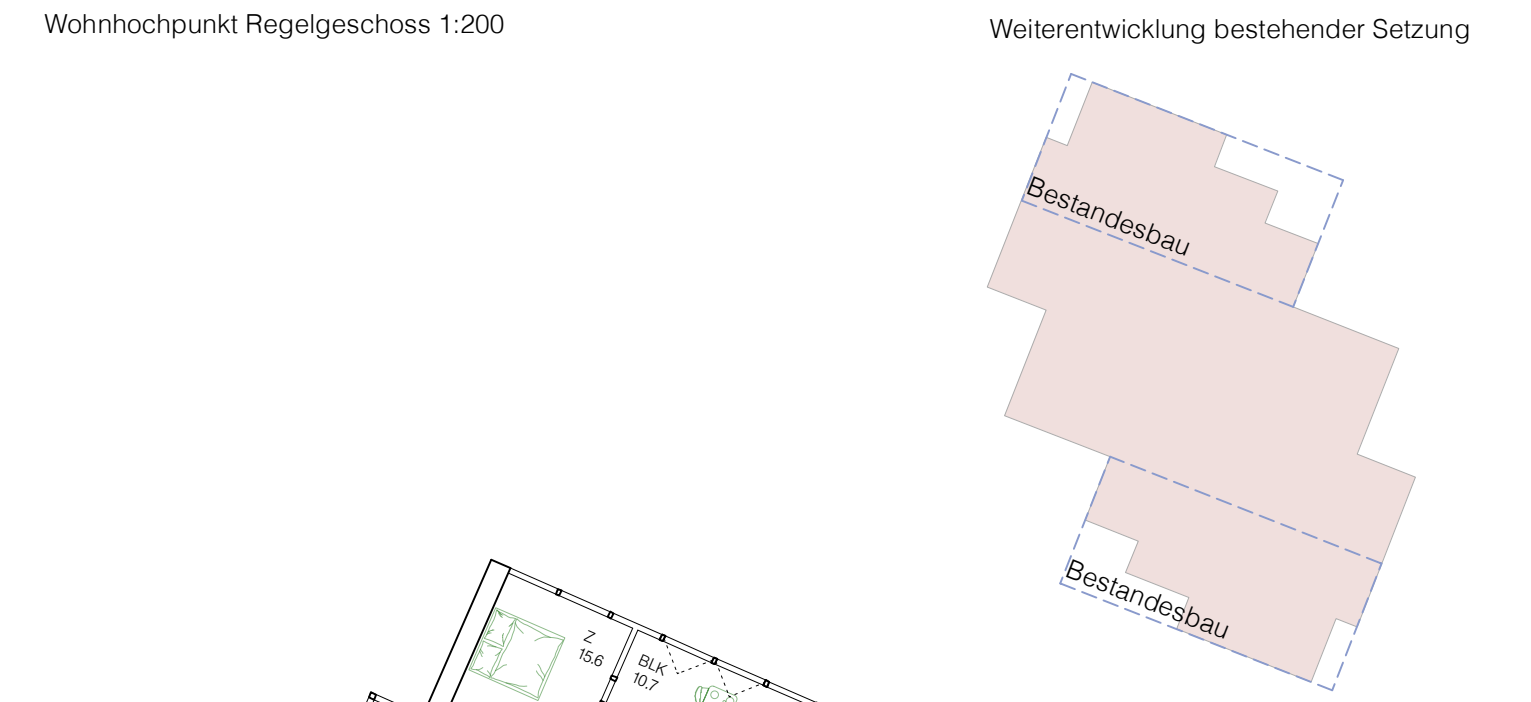 Wohnhochpunkt Regelgeschoss 1:200
Weiterentwicklung bestehender Setzung
Bestandesbau
Bestandesbau
Z
15.6
BLK
10.7